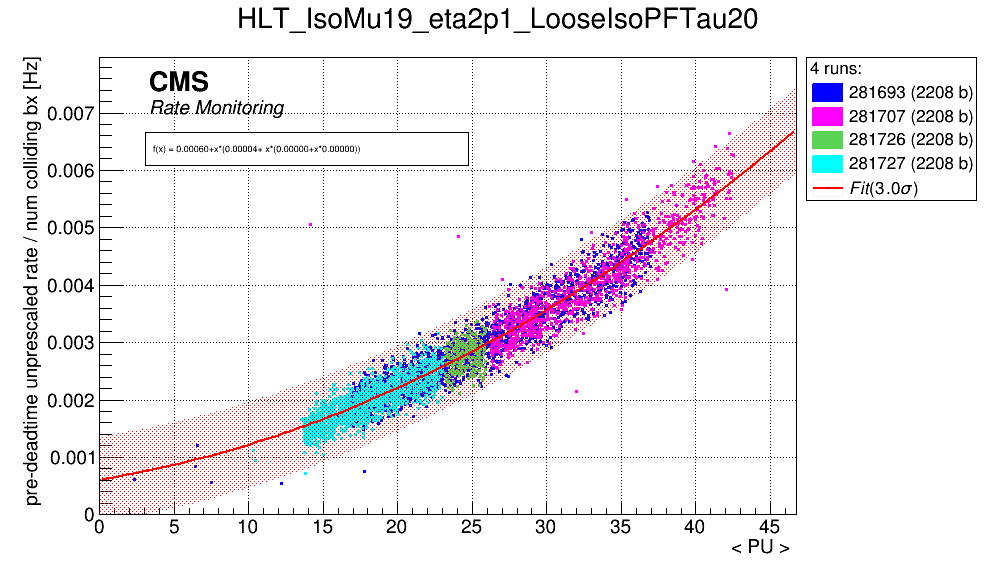 HLT_IsoMu19_eta2p1_LooseIsoPFTau20
pre-deadtime unprescaled rate / num colliding bx [Hz]
CMS
Rate Monitoring
f(x) = 0.00060+x*(0.00004+ x*(0.00000+x*0.00000))
0.007
0.006
0.005
0.004
0.003
0.002
0.001
0
0 5 10 15 20 25 30 35 40 45
< PU >
4 runs:
281693 (2208 b)
281707 (2208 b)
281726 (2208 b)
281727 (2208 b)
Fit(3.0σ)